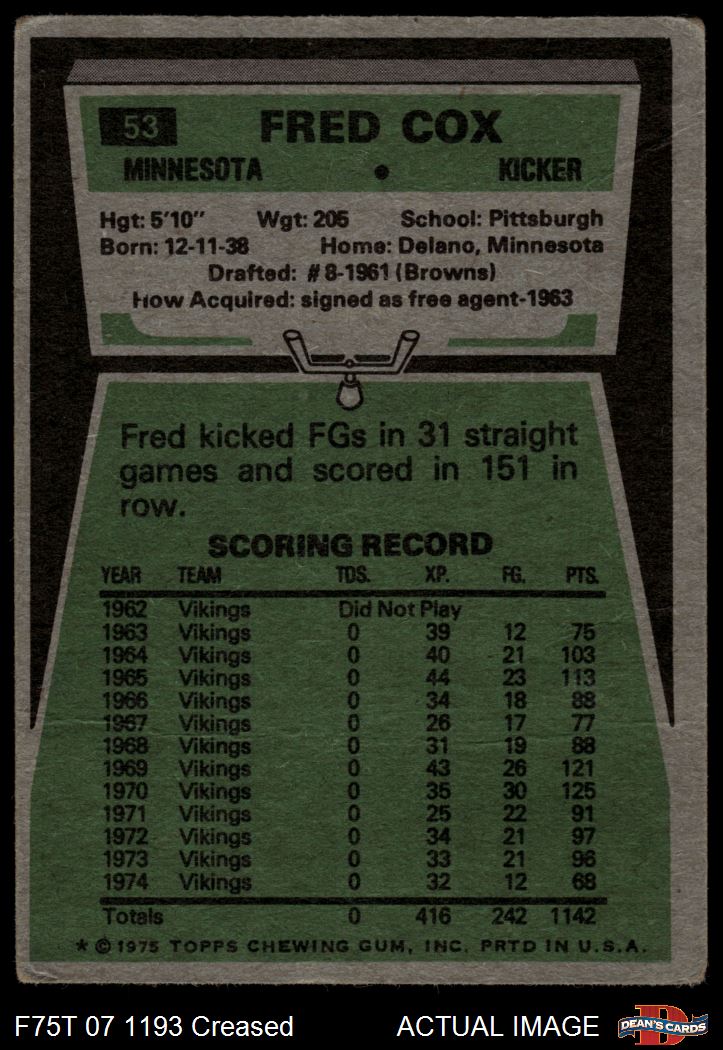 53 FRED COX
MINNESOTA • KICKER
Hgt: 5'10" Wgt: 205 School: Pittsburgh
Born: 12-11-38 Home: Delano, Minnesota
Drafted: #8-1961 (Browns)
How Acquired: signed as free agent-1963
Fred kicked FGs in 31 straight
games and scored in 151 in
row.
SCORING RECORD
YEAR TEAM TDS. XP. FG. PTS.
1962 Vikings Did Not Play
1963 Vikings 0 39 12 75
1964 Vikings 0 40 21 103
1965 Vikings 0 44 23 113
1966 Vikings 0 34 18 88
1967 Vikings 0 26 17 77
1968 Vikings 0 31 19 88
1969 Vikings 0 43 26 121
1970 Vikings 0 35 30 125
1971 Vikings 0 25 22 91
1972 Vikings 0 34 21 97
1973 Vikings 0 33 21 96
1974 Vikings 0 32 12 68
Totals 0 416 242 1142
* © 1975 TOPPS CHEWING GUM, INC. PRTD IN U.S.A.
F75T 07 1193 Creased ACTUAL IMAGE DEAN'S CARDS